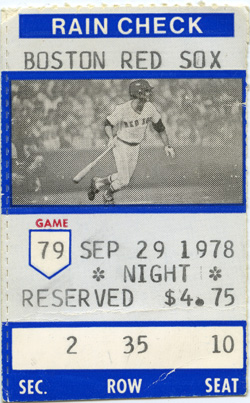 RAIN CHECK
BOSTON RED SOX
RED SOX
GAME
79 SEP 29 1978
* NIGHT *
RESERVED $4.75
2 35 10
SEC. ROW SEAT